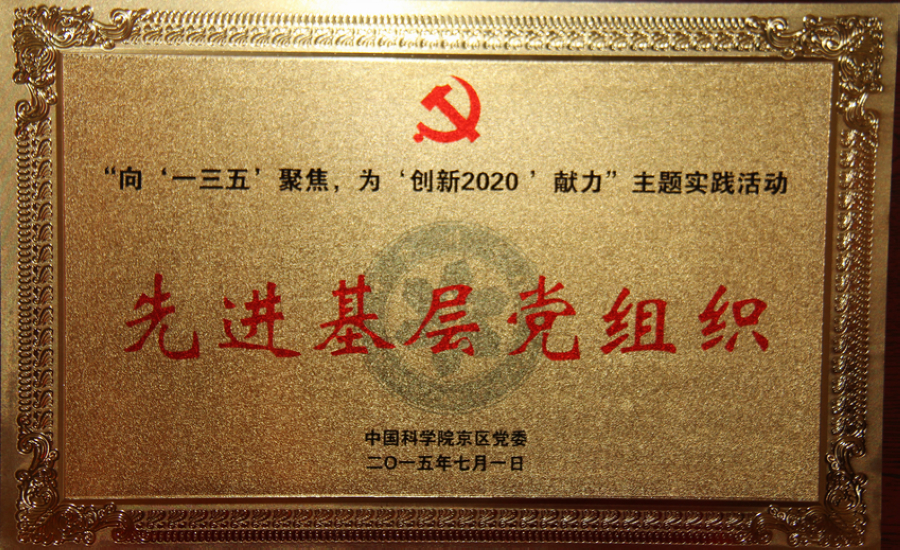 “向‘一三五’聚焦，为‘创新2020’献力”主题实践活动
先进基层党组织
中国科学院京区党委
二〇一五年七月一日